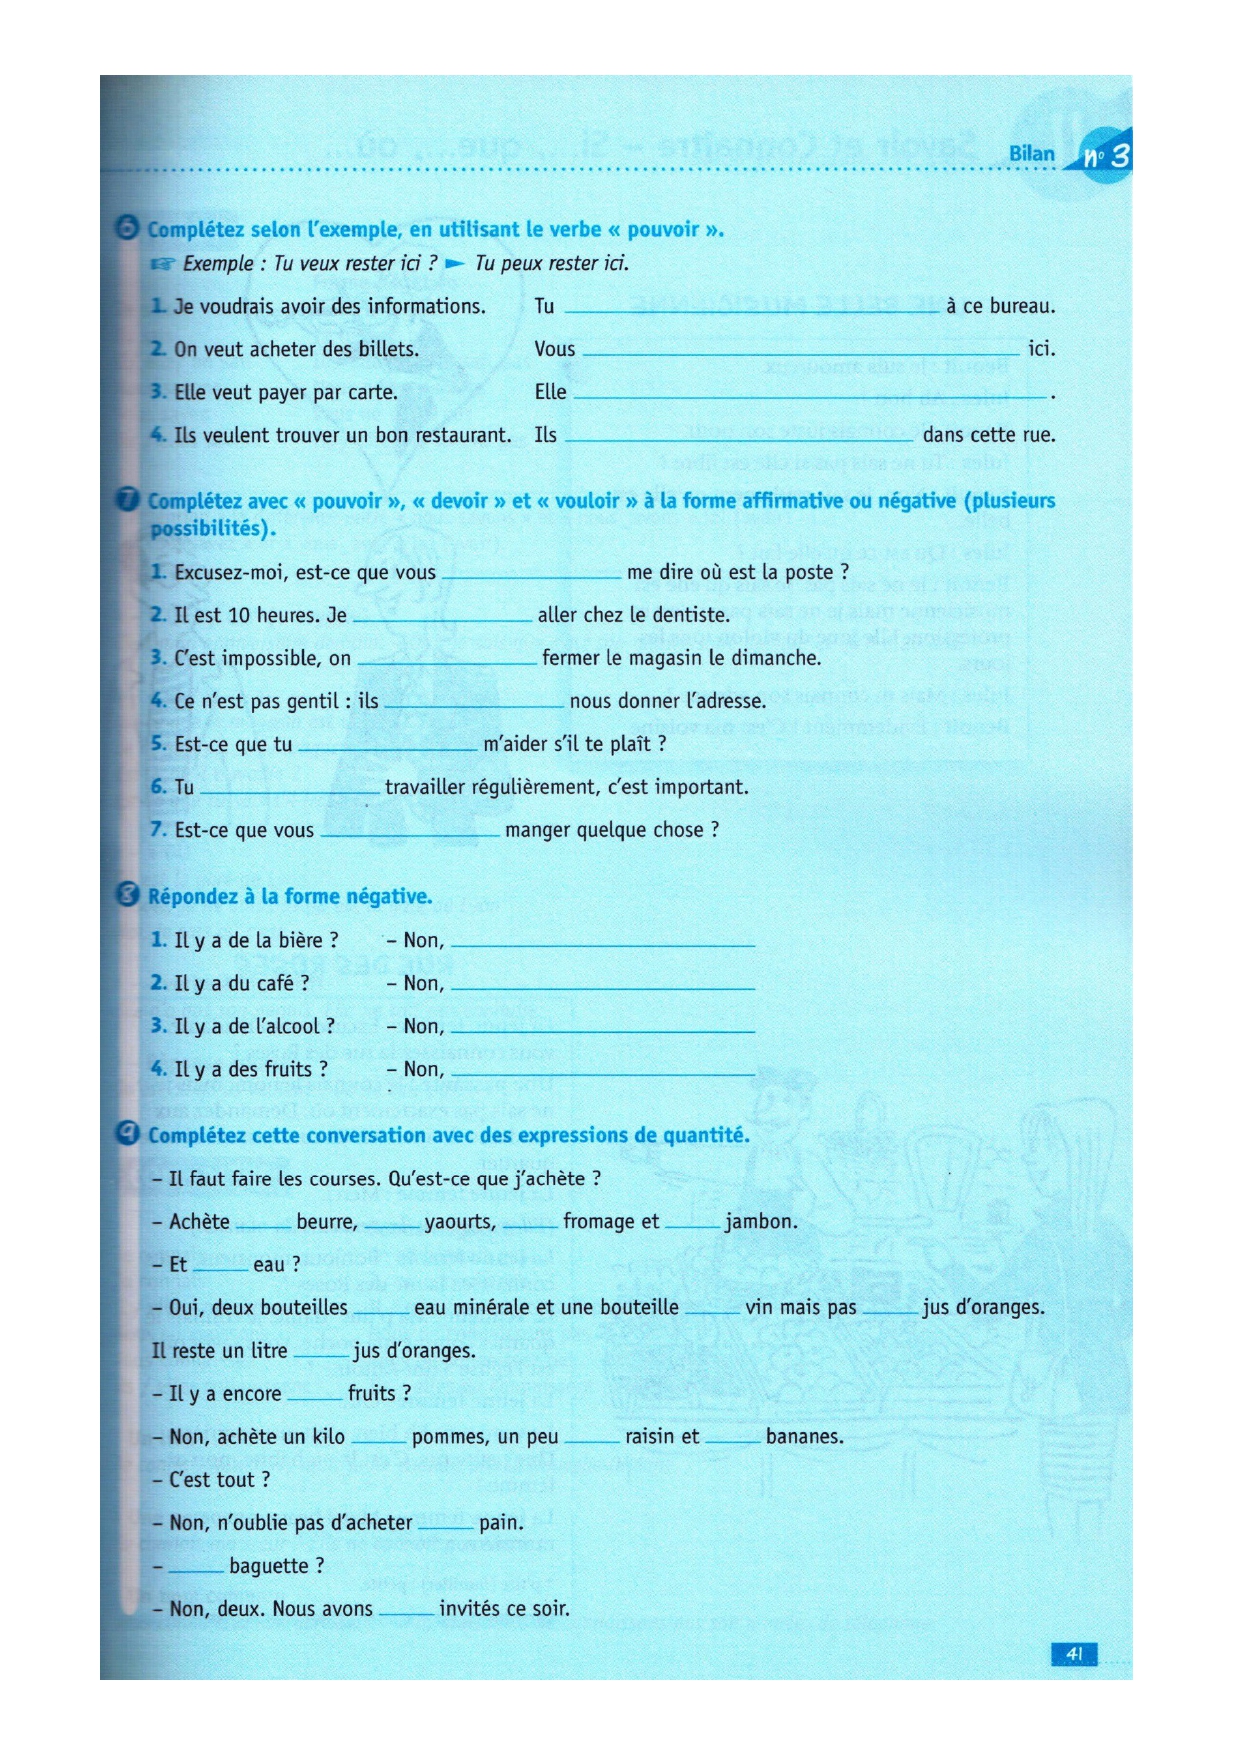 Bilan n° 3
6 Complétez selon l'exemple, en utilisant le verbe « pouvoir ».
☞ Exemple : Tu veux rester ici ? ► Tu peux rester ici.
1. Je voudrais avoir des informations. Tu ______ à ce bureau.
2. On veut acheter des billets. Vous ______ ici.
3. Elle veut payer par carte. Elle ______ .
4. Ils veulent trouver un bon restaurant. Ils ______ dans cette rue.
7 Complétez avec « pouvoir », « devoir » et « vouloir » à la forme affirmative ou négative (plusieurs
possibilités).
1. Excusez-moi, est-ce que vous ______ me dire où est la poste ?
2. Il est 10 heures. Je ______ aller chez le dentiste.
3. C'est impossible, on ______ fermer le magasin le dimanche.
4. Ce n'est pas gentil : ils ______ nous donner l'adresse.
5. Est-ce que tu ______ m'aider s'il te plaît ?
6. Tu ______ travailler régulièrement, c'est important.
7. Est-ce que vous ______ manger quelque chose ?
8 Répondez à la forme négative.
1. Il y a de la bière ? – Non, ______
2. Il y a du café ? – Non, ______
3. Il y a de l'alcool ? – Non, ______
4. Il y a des fruits ? – Non, ______
9 Complétez cette conversation avec des expressions de quantité.
– Il faut faire les courses. Qu'est-ce que j'achète ?
– Achète ______ beurre, ______ yaourts, ______ fromage et ______ jambon.
– Et ______ eau ?
– Oui, deux bouteilles ______ eau minérale et une bouteille ______ vin mais pas ______ jus d'oranges.
Il reste un litre ______ jus d'oranges.
– Il y a encore ______ fruits ?
– Non, achète un kilo ______ pommes, un peu ______ raisin et ______ bananes.
– C'est tout ?
– Non, n'oublie pas d'acheter ______ pain.
– ______ baguette ?
– Non, deux. Nous avons ______ invités ce soir.
41